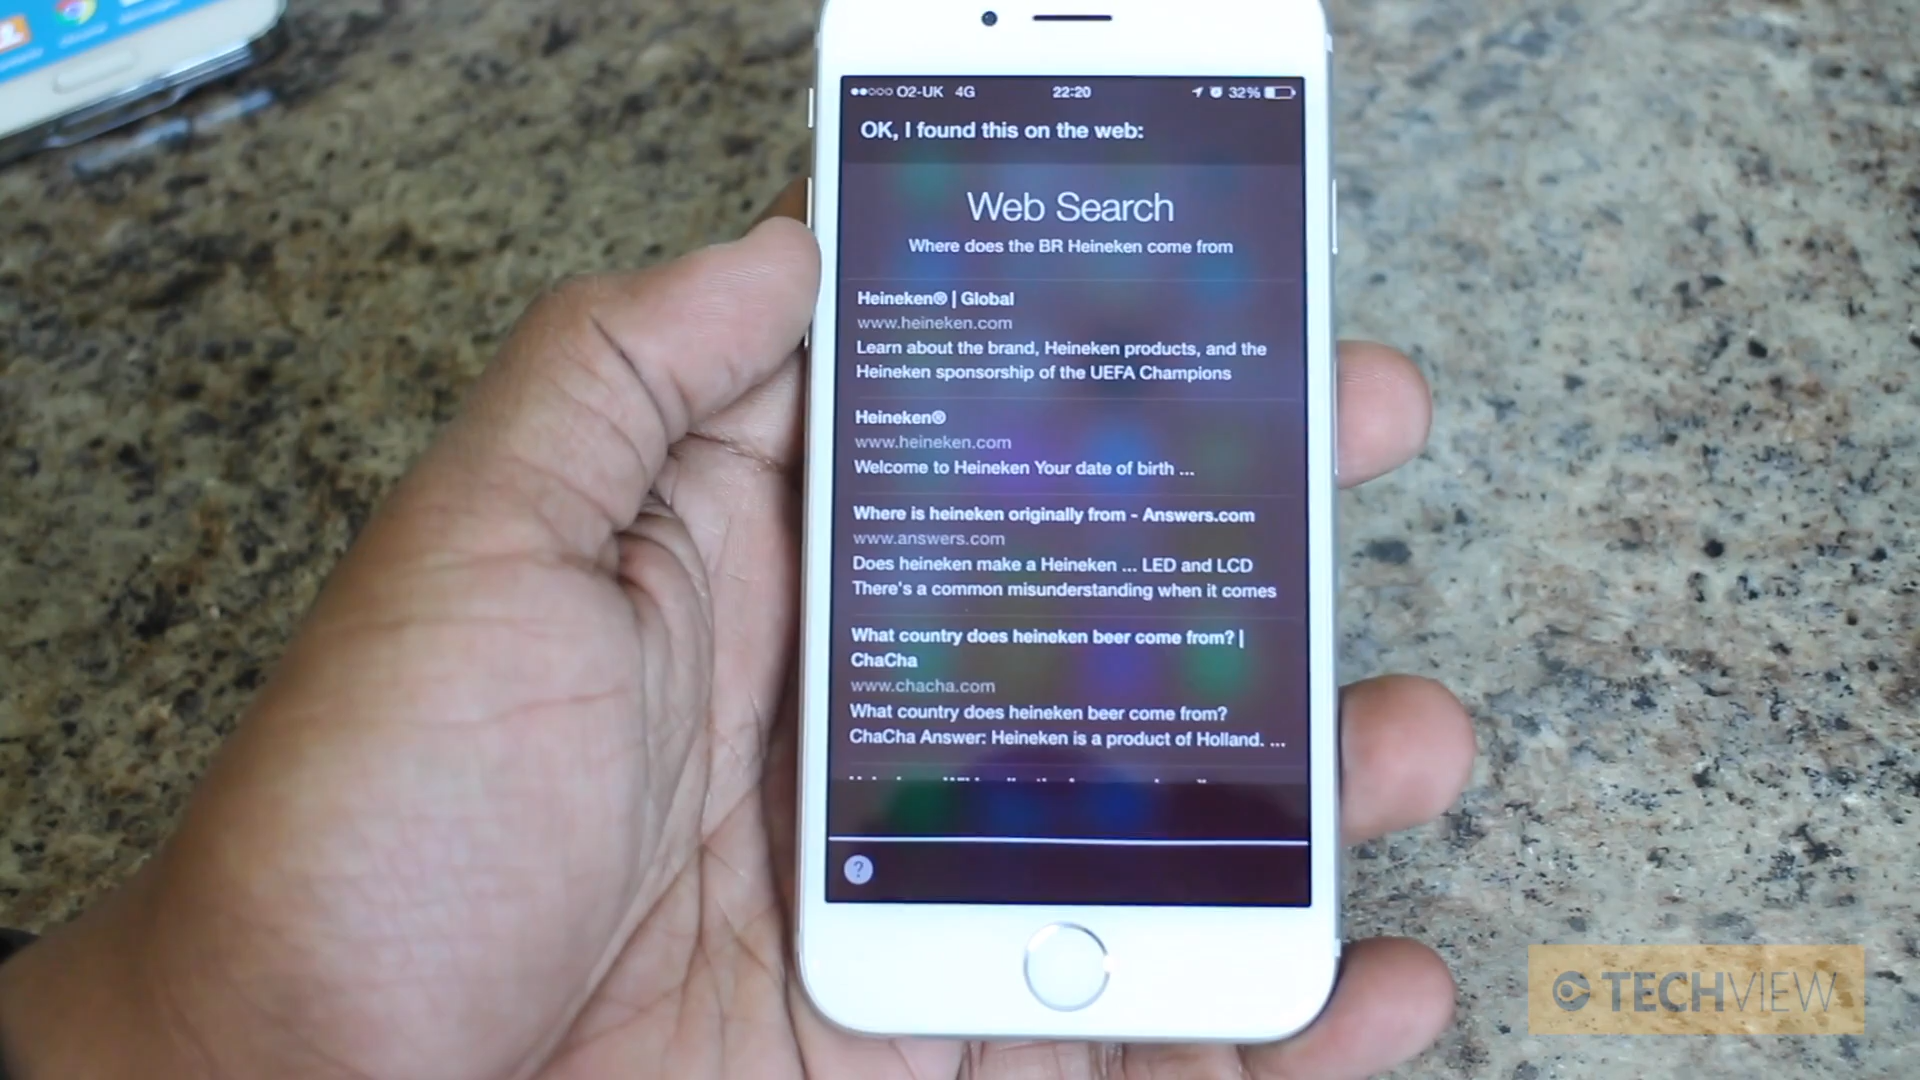 O2-UK 4G 22:20 32%
OK, I found this on the web:
Web Search
Where does the BR Heineken come from
Heineken® | Global
www.heineken.com
Learn about the brand, Heineken products, and the
Heineken sponsorship of the UEFA Champions
Heineken®
www.heineken.com
Welcome to Heineken Your date of birth ...
Where is heineken originally from - Answers.com
www.answers.com
Does heineken make a Heineken ... LED and LCD
There's a common misunderstanding when it comes
What country does heineken beer come from? |
ChaCha
www.chacha.com
What country does heineken beer come from?
ChaCha Answer: Heineken is a product of Holland. ...
?
TECHVIEW